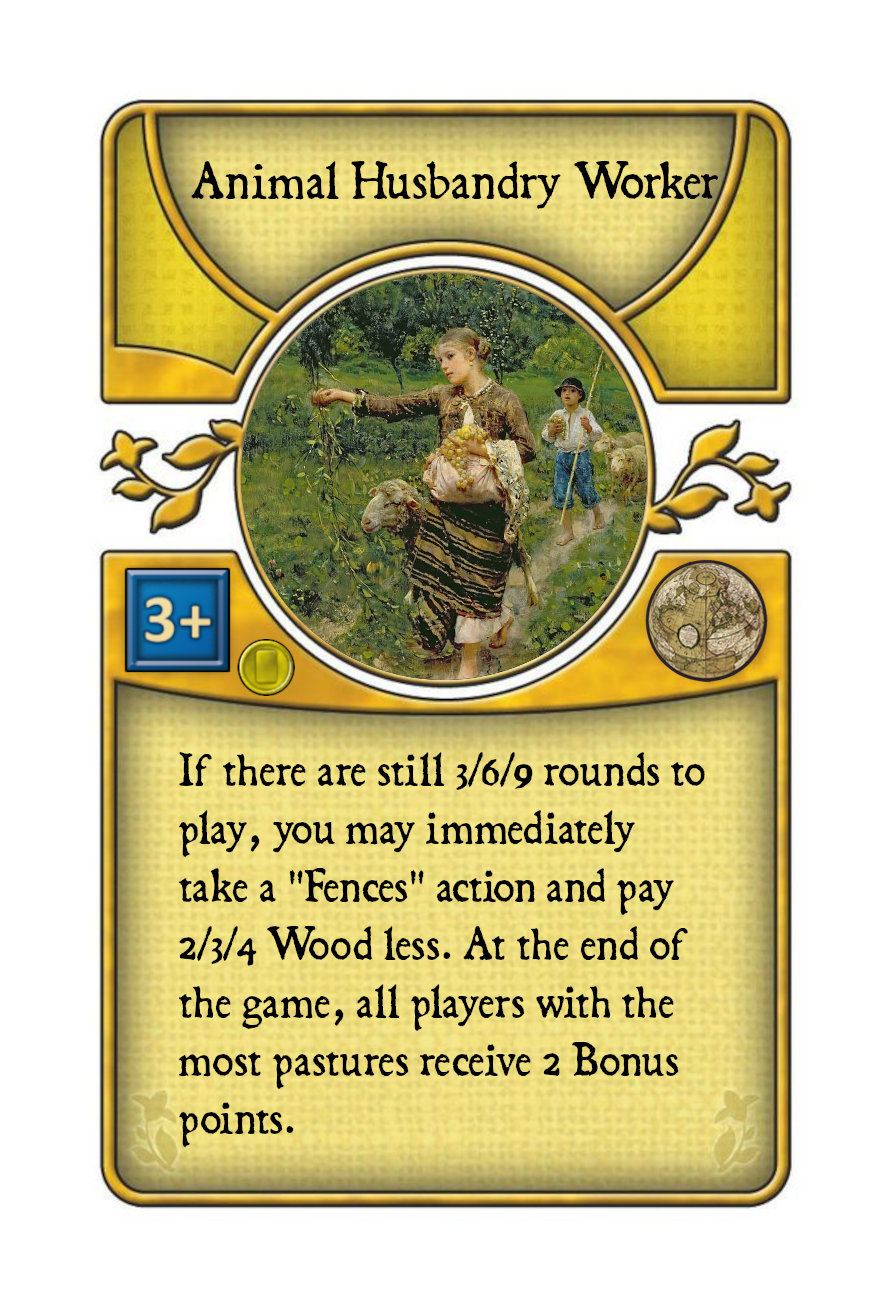 Animal Husbandry Worker
3+
If there are still 3/6/9 rounds to
play, you may immediately
take a "Fences" action and pay
2/3/4 Wood less. At the end of
the game, all players with the
most pastures receive 2 Bonus
points.